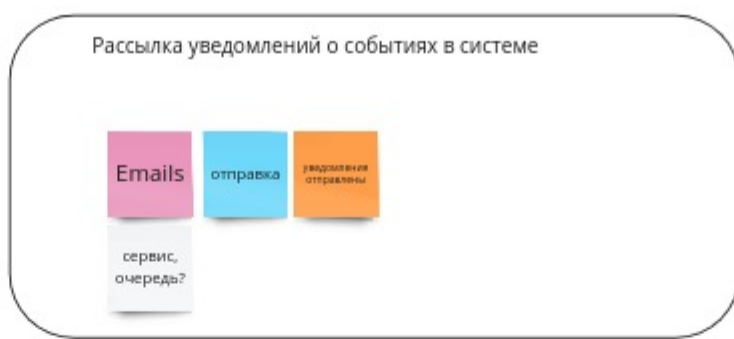 Рассылка уведомлений о событиях в системе
Emails
отправка
уведомления
отправлены
сервис,
очередь?